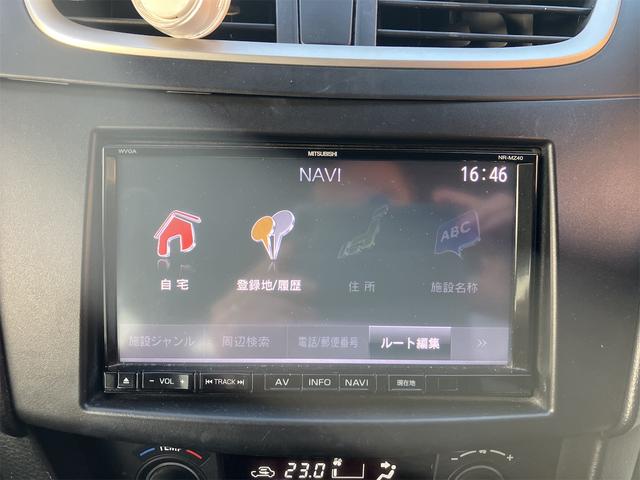 WVGA MITSUBISHI NR-MZ40
NAVI 16:46
ABC
自宅 登録地/履歴 住所 施設名称
施設ジャンル 周辺検索 電話/郵便番号 ルート編集 >>
− VOL + TRACK AV INFO NAVI 現在地
TEMP − +
23.0